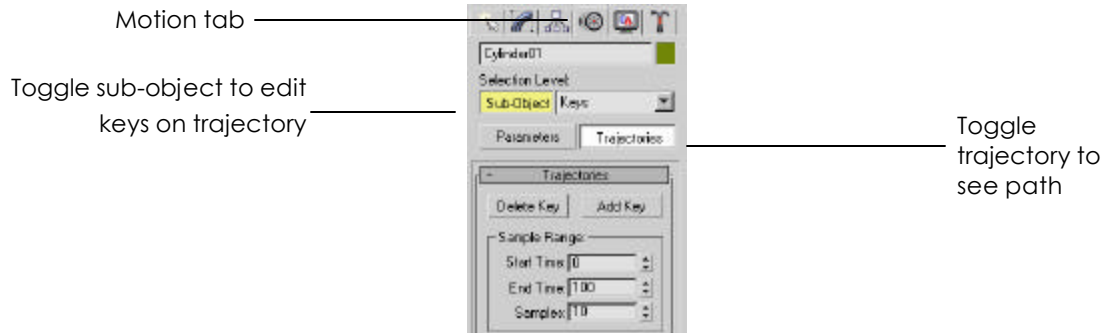 Motion tab
Cylinder01
Selection Level:
Toggle sub-object to edit
keys on trajectory
Sub-Object Keys
Parameters Trajectories
Toggle
trajectory to
see path
- Trajectories
Delete Key Add Key
Sample Range:
Start Time: 0
End Time: 100
Samples: 10